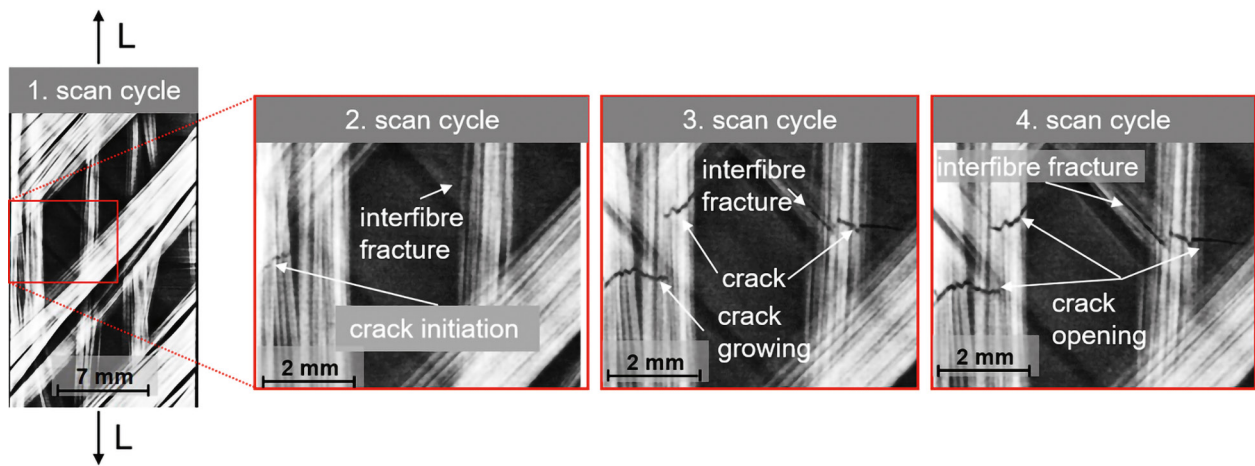 L
1. scan cycle
7 mm
L
2. scan cycle
interfibre
fracture
crack initiation
2 mm
3. scan cycle
interfibre
fracture
crack
crack
growing
2 mm
4. scan cycle
interfibre fracture
crack
opening
2 mm